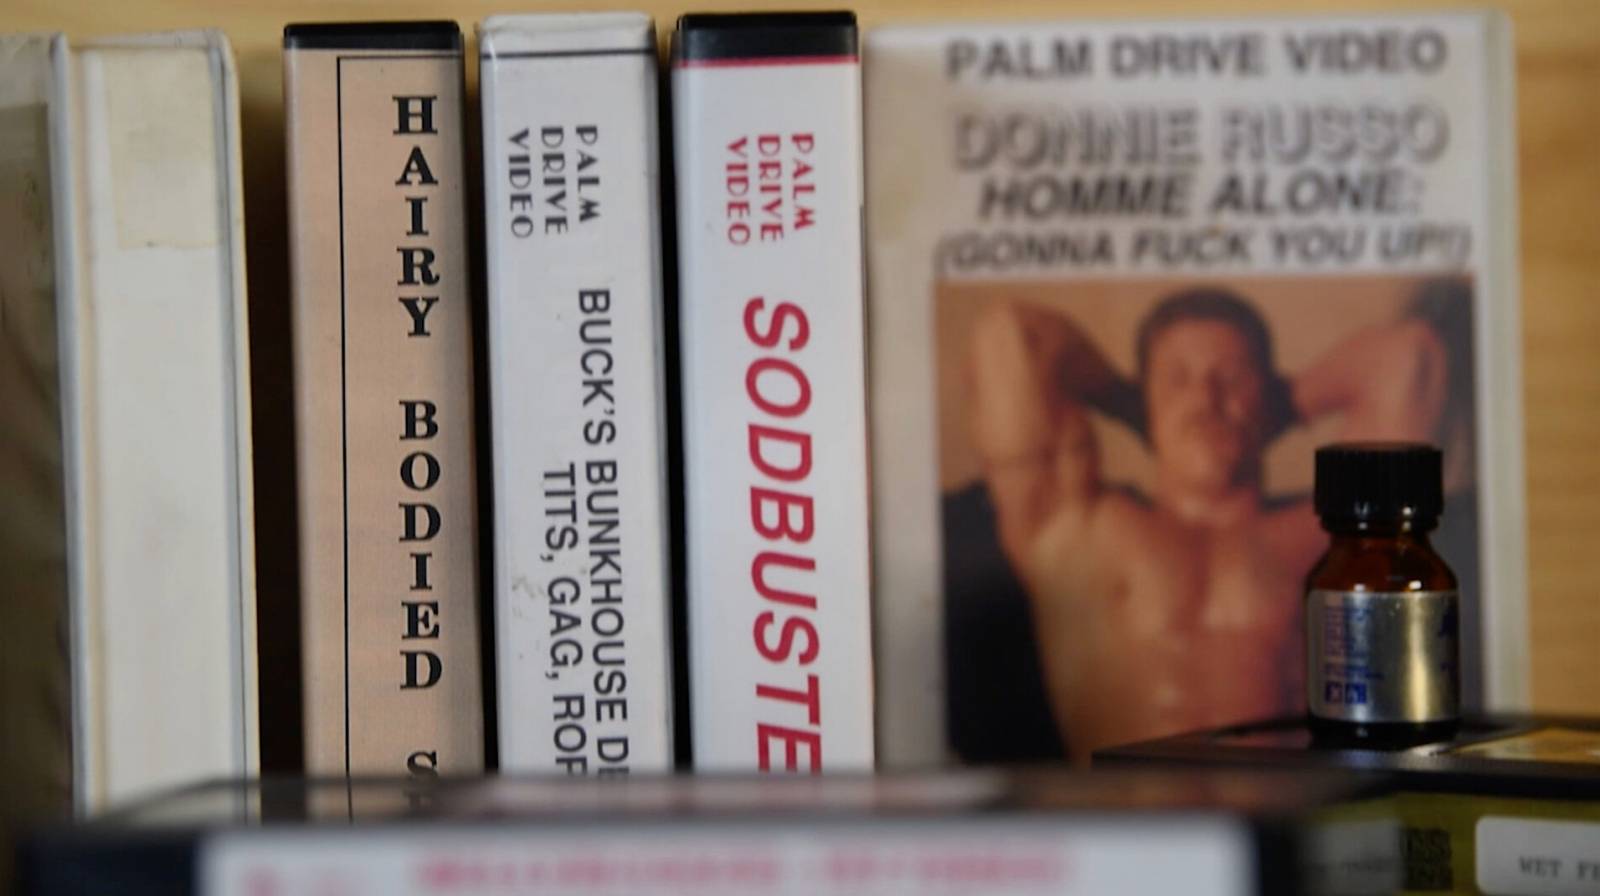 HAIRY BODIED
PALM
DRIVE
VIDEO
BUCK'S BUNKHOUSE
TITS, GAG,
PALM
DRIVE
VIDEO
SODBUSTE
PALM DRIVE VIDEO
DONNIE RUSSO
HOMME ALONE:
(GONNA FUCK YOU UP!)
WET